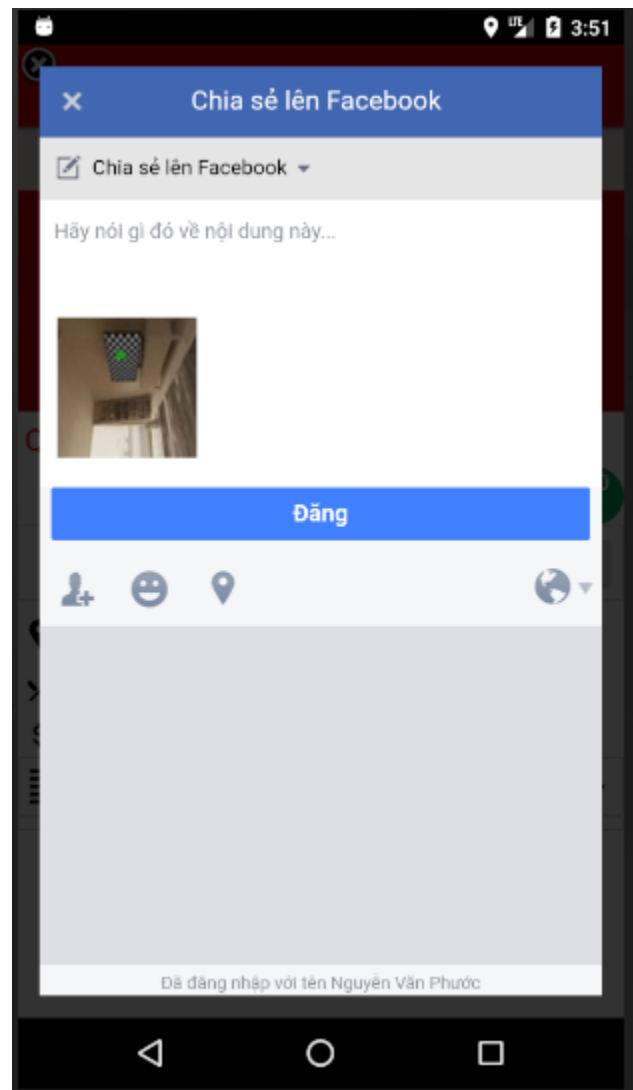 LTE 3:51
Chia sẻ lên Facebook
Chia sẻ lên Facebook
Hãy nói gì đó về nội dung này...
Đăng
Đã đăng nhập với tên Nguyễn Văn Phước